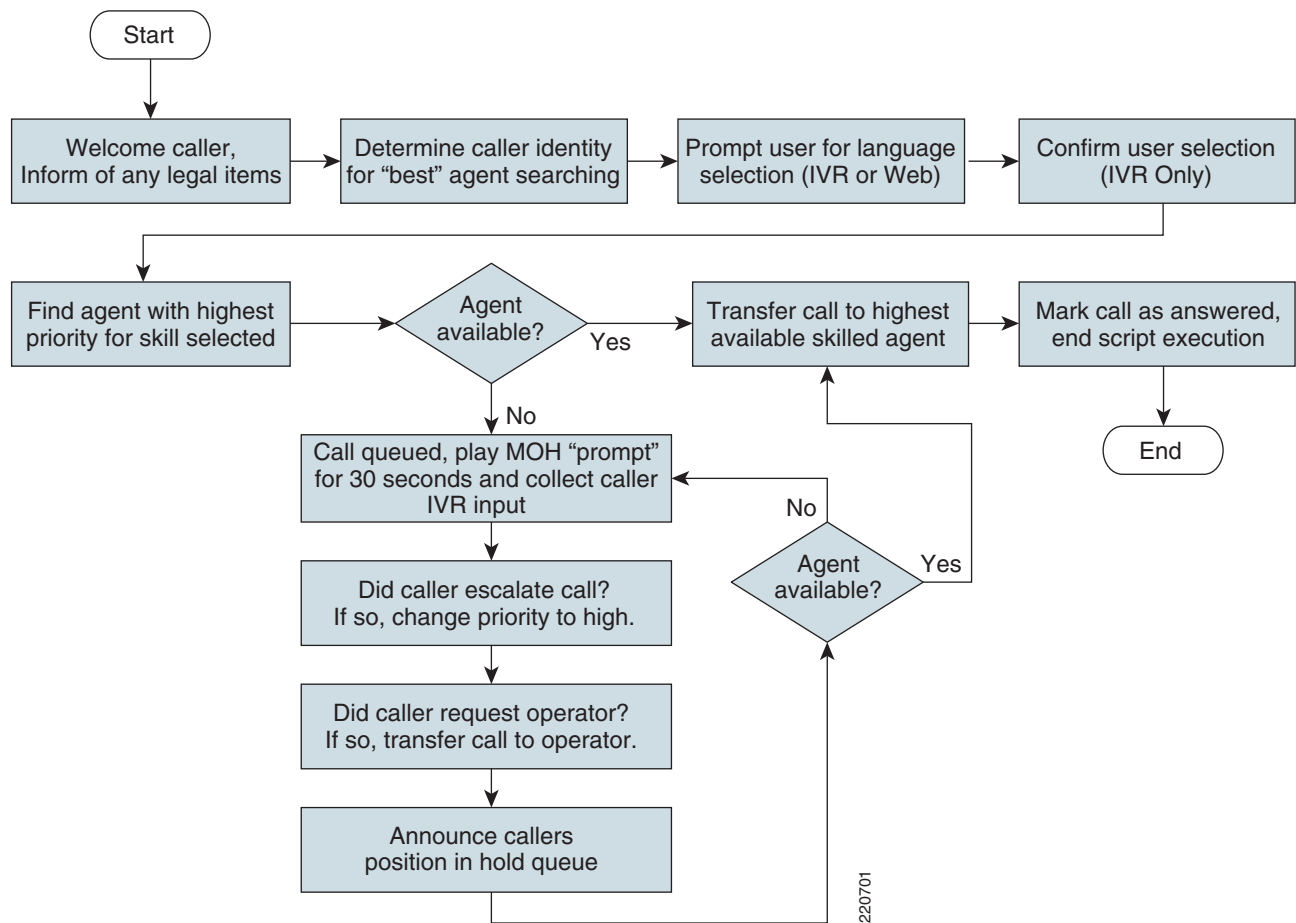 Start
Welcome caller,
Inform of any legal items
Determine caller identity
for “best” agent searching
Prompt user for language
selection (IVR or Web)
Confirm user selection
(IVR Only)
Find agent with highest
priority for skill selected
Agent
available?
Yes
No
Transfer call to highest
available skilled agent
Mark call as answered,
end script execution
End
Call queued, play MOH “prompt”
for 30 seconds and collect caller
IVR input
Did caller escalate call?
If so, change priority to high.
Did caller request operator?
If so, transfer call to operator.
Announce callers
position in hold queue
Agent
available?
No
Yes
220701